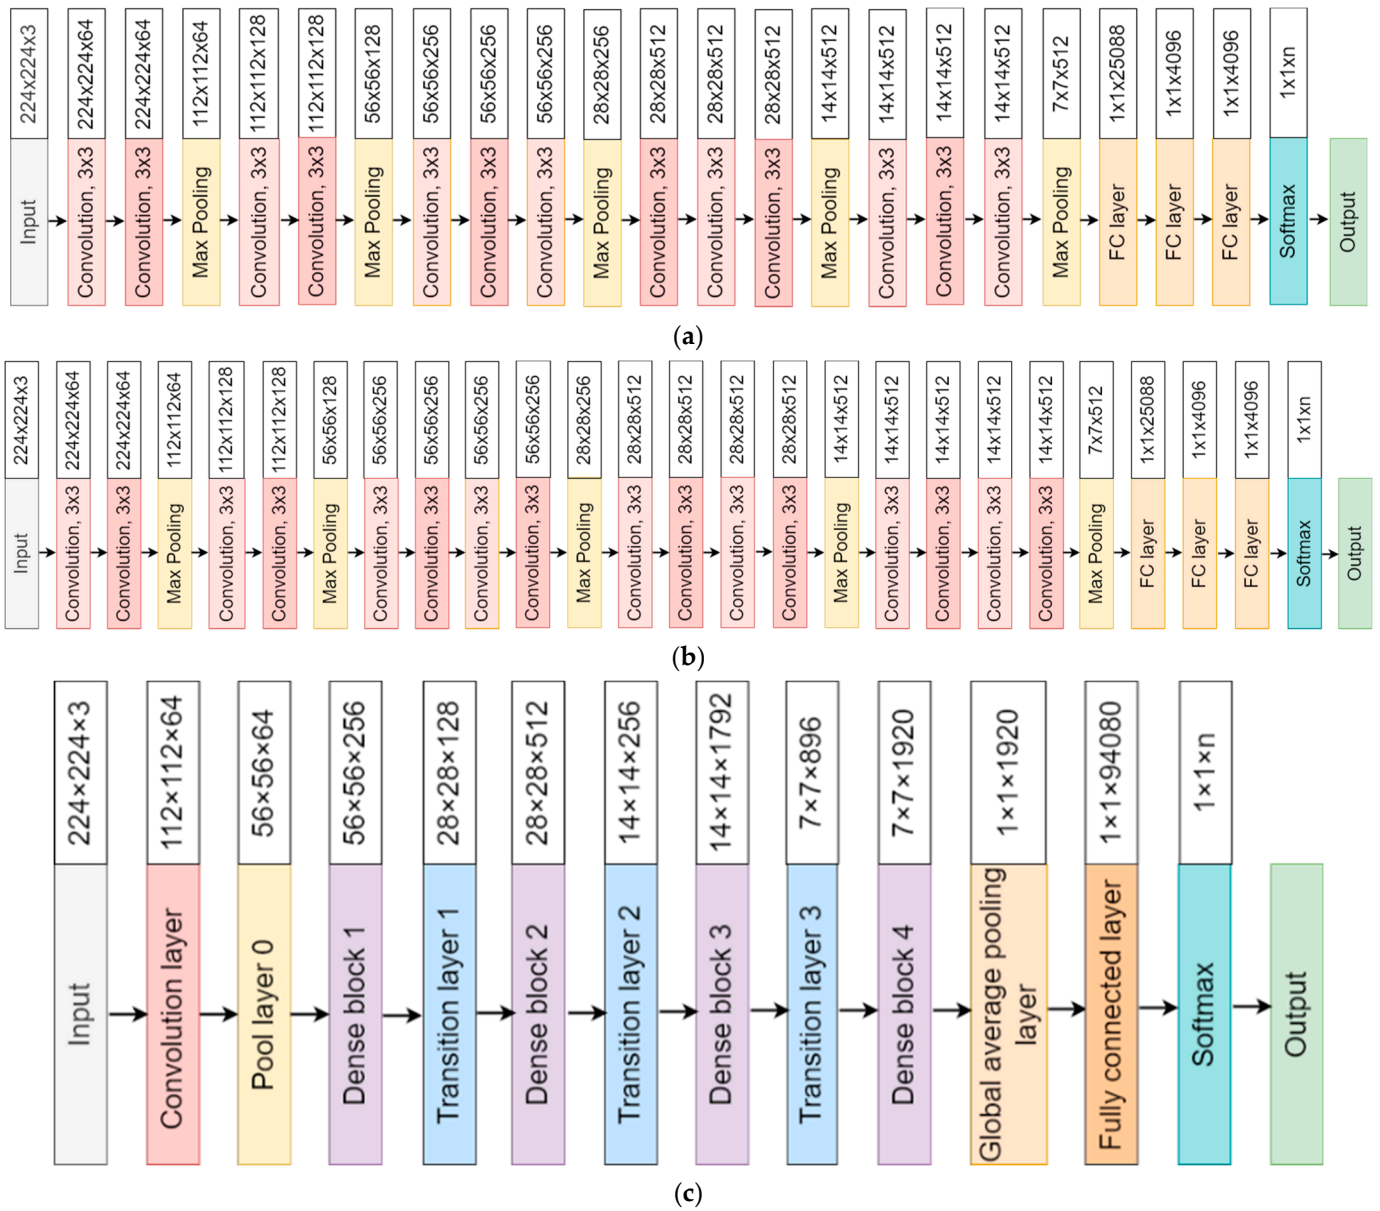 224x224x3
224x224x64
224x224x64
112x112x64
112x112x128
112x112x128
56x56x128
56x56x256
56x56x256
56x56x256
28x28x256
28x28x512
28x28x512
28x28x512
14x14x512
14x14x512
14x14x512
14x14x512
7x7x512
1x1x25088
1x1x4096
1x1x4096
1x1xn
Input
Convolution, 3x3
Convolution, 3x3
Max Pooling
Convolution, 3x3
Convolution, 3x3
Max Pooling
Convolution, 3x3
Convolution, 3x3
Convolution, 3x3
Max Pooling
Convolution, 3x3
Convolution, 3x3
Convolution, 3x3
Max Pooling
Convolution, 3x3
Convolution, 3x3
Convolution, 3x3
Max Pooling
FC layer
FC layer
FC layer
Softmax
Output
(a)
224x224x3
224x224x64
224x224x64
112x112x64
112x112x128
112x112x128
56x56x128
56x56x256
56x56x256
56x56x256
56x56x256
28x28x256
28x28x512
28x28x512
28x28x512
28x28x512
14x14x512
14x14x512
14x14x512
14x14x512
14x14x512
7x7x512
1x1x25088
1x1x4096
1x1x4096
1x1xn
Input
Convolution, 3x3
Convolution, 3x3
Max Pooling
Convolution, 3x3
Convolution, 3x3
Max Pooling
Convolution, 3x3
Convolution, 3x3
Convolution, 3x3
Convolution, 3x3
Max Pooling
Convolution, 3x3
Convolution, 3x3
Convolution, 3x3
Convolution, 3x3
Max Pooling
Convolution, 3x3
Convolution, 3x3
Convolution, 3x3
Convolution, 3x3
Max Pooling
FC layer
FC layer
FC layer
Softmax
Output
(b)
224×224×3
112×112×64
56×56×64
56×56×256
28×28×128
28×28×512
14×14×256
14×14×1792
7×7×896
7×7×1920
1×1×1920
1×1×94080
1×1×n
Input
Convolution layer
Pool layer 0
Dense block 1
Transition layer 1
Dense block 2
Transition layer 2
Dense block 3
Transition layer 3
Dense block 4
Global average pooling
layer
Fully connected layer
Softmax
Output
(c)